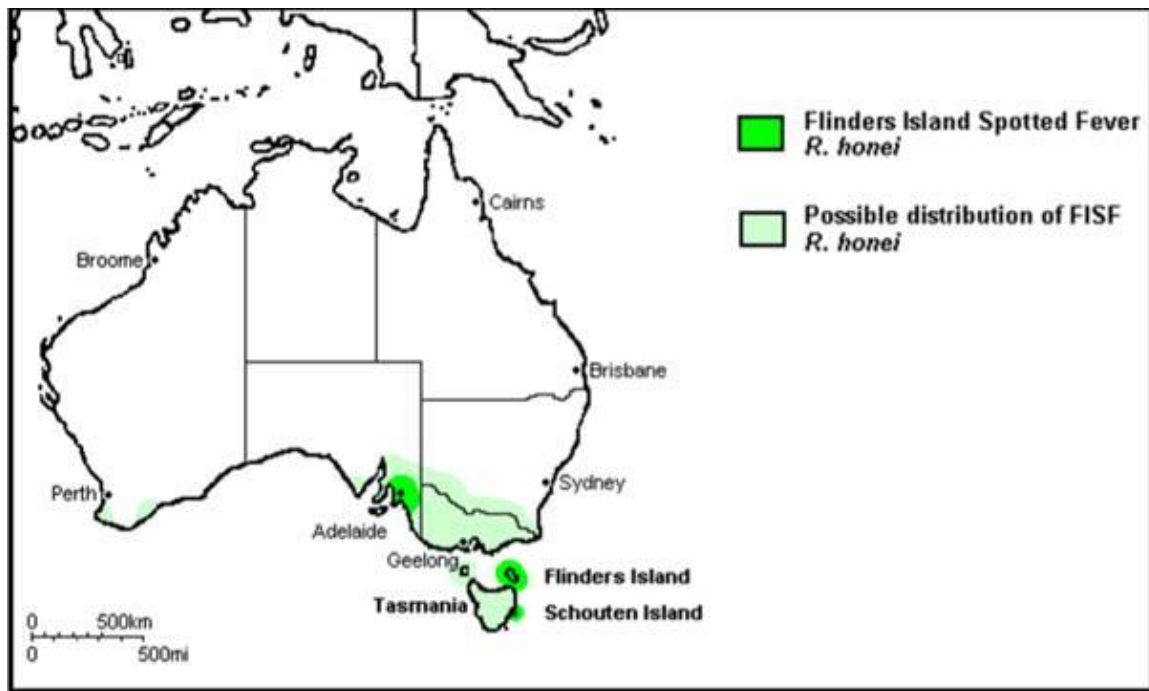 Flinders Island Spotted Fever
R. honei
Possible distribution of FISF
R. honei
Cairns
Broome
Brisbane
Perth
Sydney
Adelaide
Geelong
Flinders Island
Tasmania
Schouten Island
0 500km
0 500mi